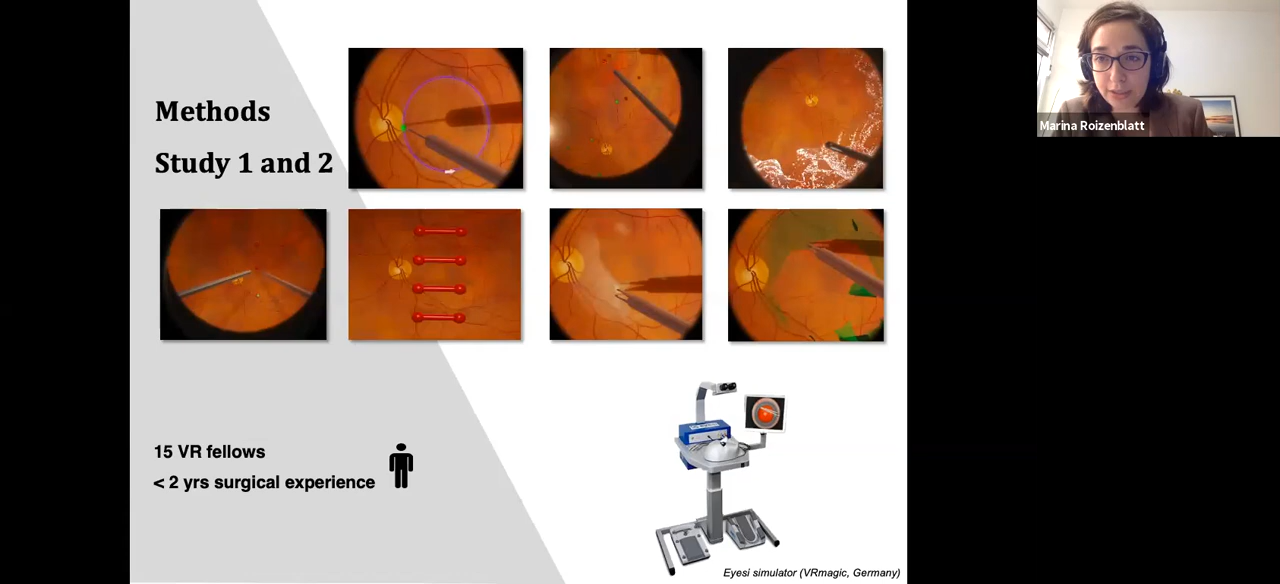 Methods
Study 1 and 2
15 VR fellows
< 2 yrs surgical experience
Eyesi simulator (VRmagic, Germany)
Marina Roizenblatt